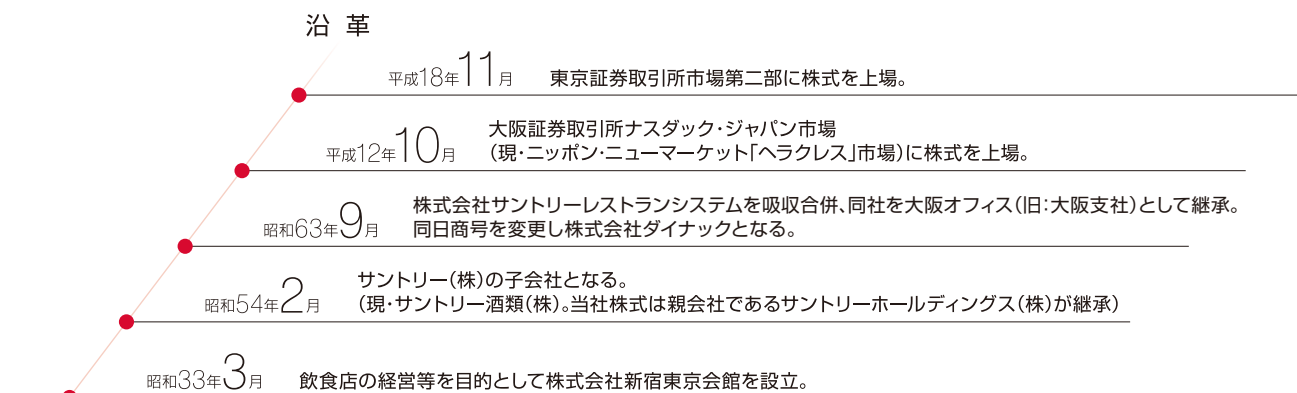 沿 革
平成18年11月 東京証券取引所市場第二部に株式を上場。
平成12年10月 大阪証券取引所ナスダック・ジャパン市場
（現・ニッポン・ニューマーケット「ヘラクレス」市場）に株式を上場。
昭和63年9月 株式会社サントリーレストランシステムを吸収合併、同社を大阪オフィス（旧：大阪支社）として継承。
同日商号を変更し株式会社ダイナックとなる。
昭和54年2月 サントリー（株）の子会社となる。
（現・サントリー酒類（株）。当社株式は親会社であるサントリーホールディングス（株）が継承）
昭和33年3月 飲食店の経営等を目的として株式会社新宿東京会館を設立。